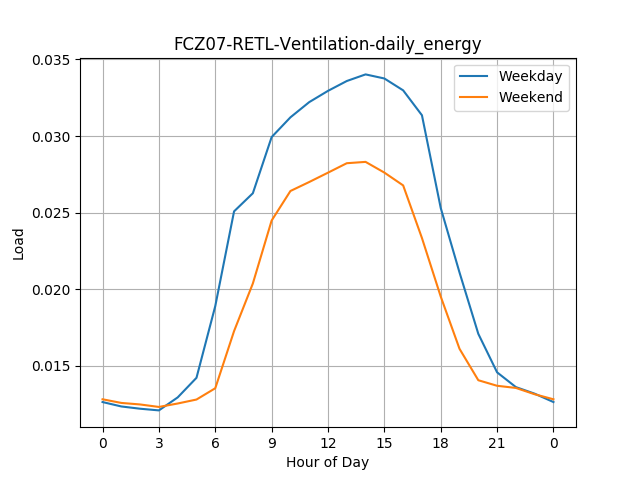 FCZ07-RETL-Ventilation-daily_energy
Weekday
Weekend
0.035
0.030
0.025
0.020
0.015
Load
0 3 6 9 12 15 18 21 0
Hour of Day